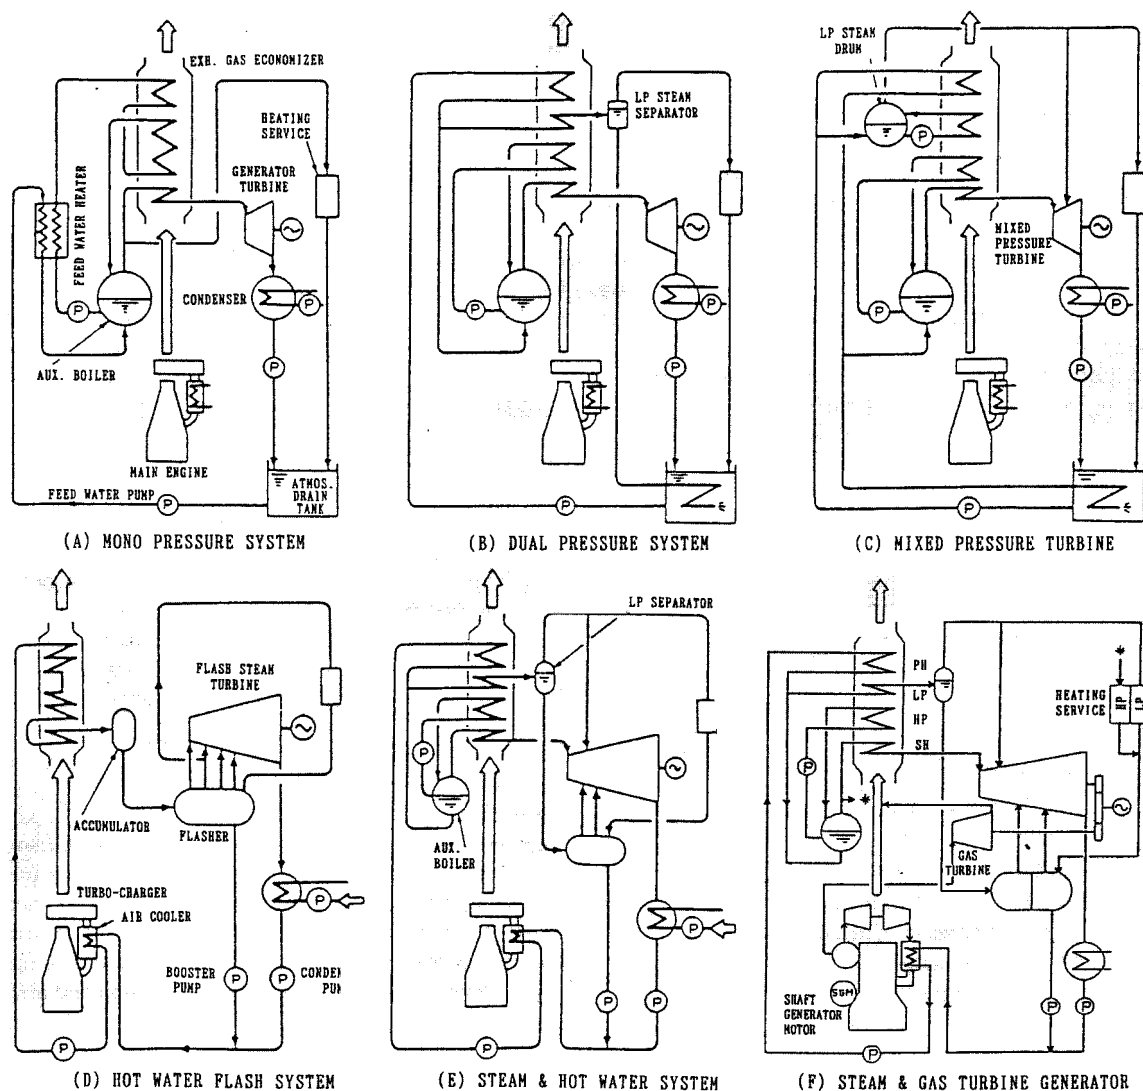 EXH. GAS ECONOMIZER
HEATING
SERVICE
GENERATOR
TURBINE
FEED WATER HEATER
CONDENSER
P
P
P
AUX. BOILER
MAIN ENGINE
FEED WATER PUMP
P
ATMOS.
DRAIN
TANK
(A) MONO PRESSURE SYSTEM
LP STEAM
SEPARATOR
P
P
P
P
(B) DUAL PRESSURE SYSTEM
LP STEAM
DRUM
P
MIXED
PRESSURE
TURBINE
P
P
P
P
(C) MIXED PRESSURE TURBINE
FLASH STEAM
TURBINE
ACCUMULATOR
FLASHER
TURBO-CHARGER
AIR COOLER
P
BOOSTER
PUMP
P
P
P
(D) HOT WATER FLASH SYSTEM
LP SEPARATOR
P
AUX.
BOILER
P
P
P
P
(E) STEAM & HOT WATER SYSTEM
PH
LP
HP
SH
HEATING
SERVICE
HP
LP
*
P
*
GAS
TURBINE
SGM
SHAFT
GENERATOR
MOTOR
P
P
P
(F) STEAM & GAS TURBINE GENERATOR